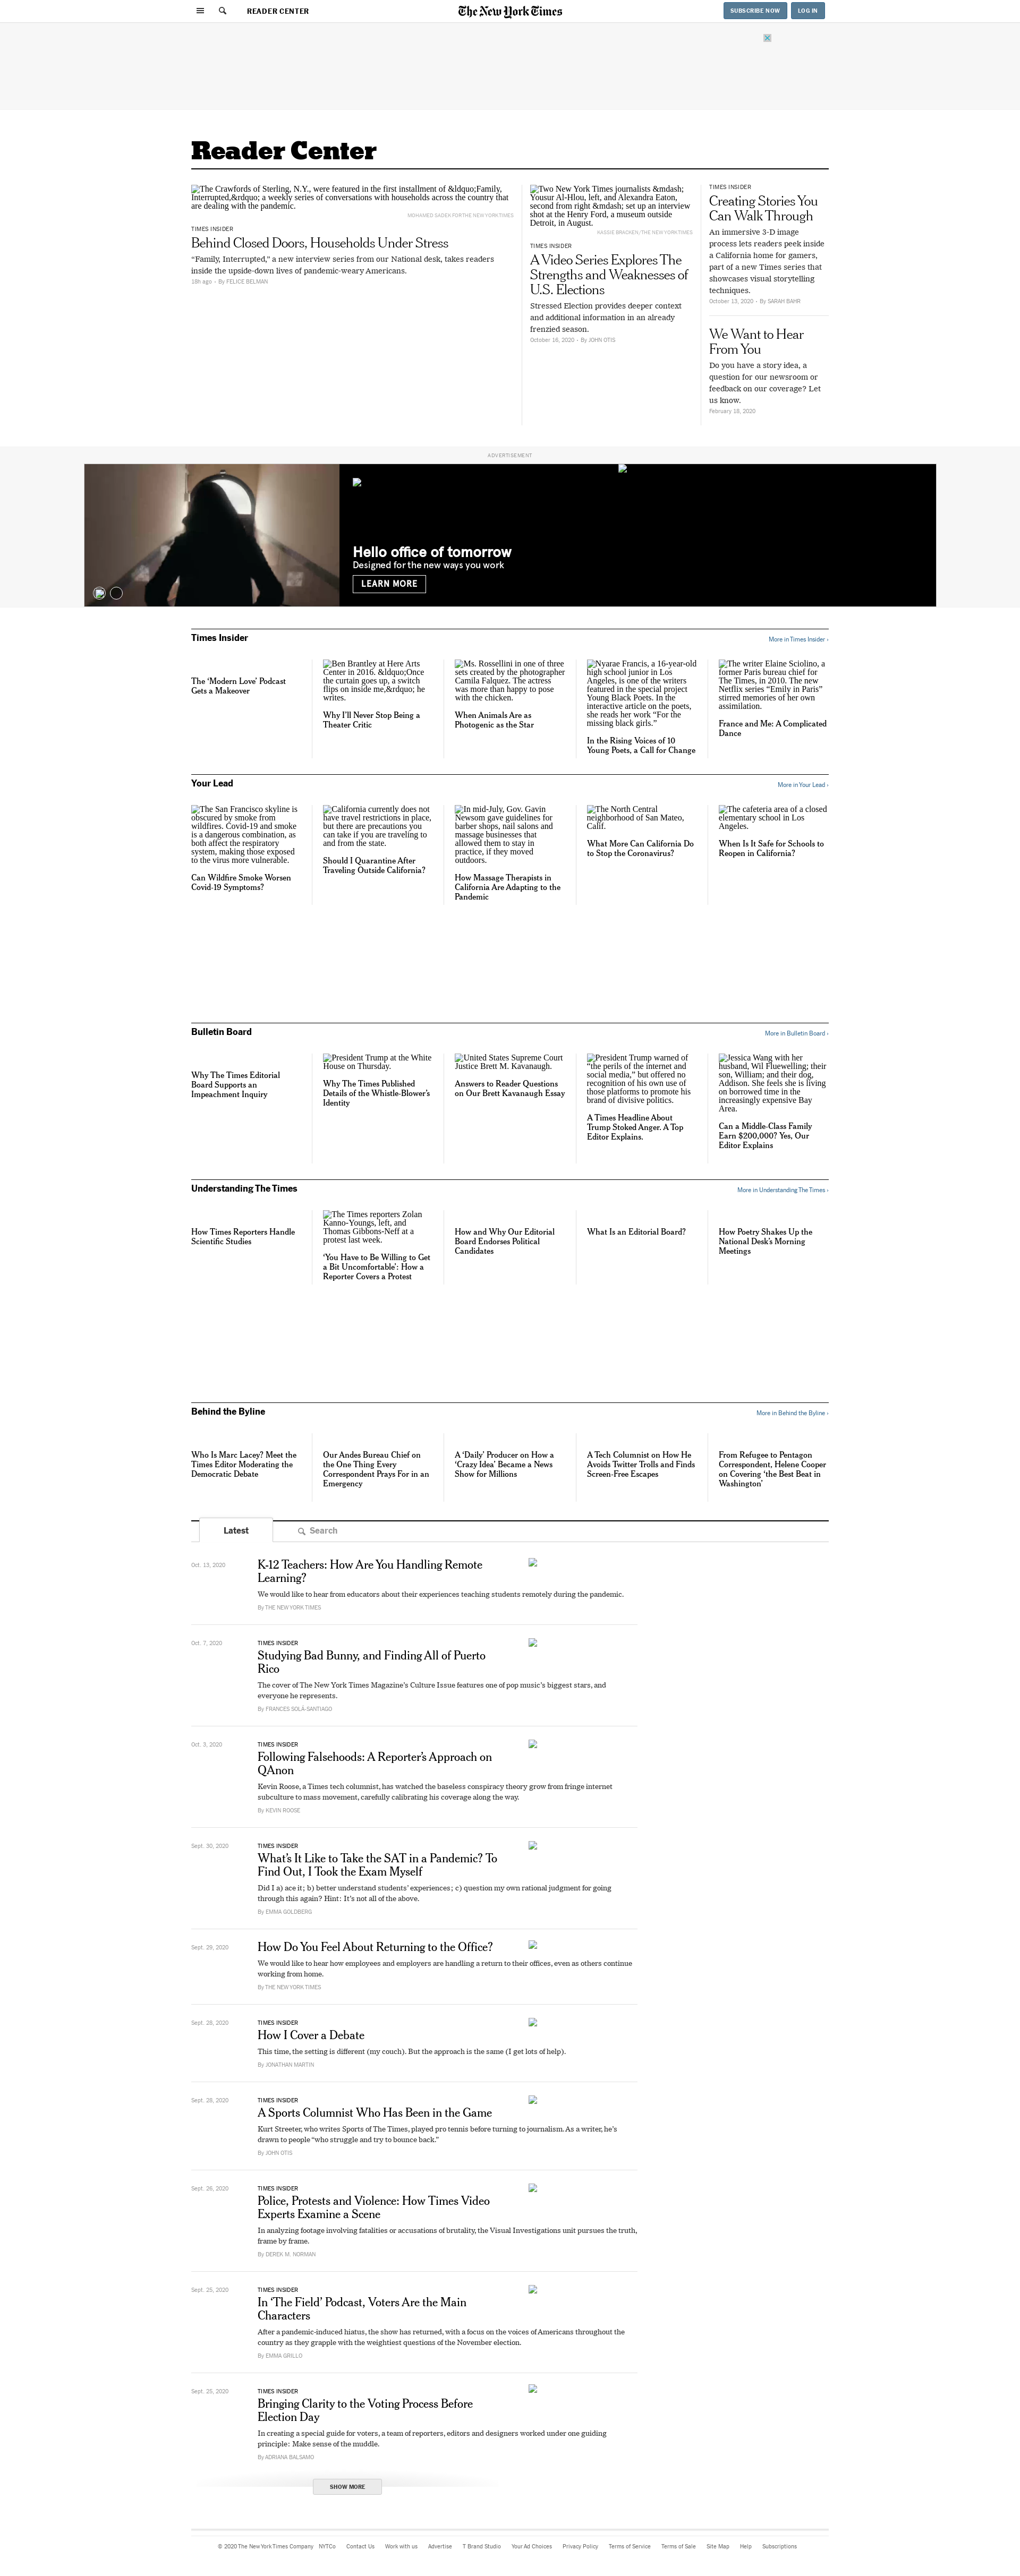 READER CENTER
The New York Times
SUBSCRIBE NOW
LOG IN
Reader Center
The Crawfords of Sterling, N.Y., were featured in the first installment of &ldquo;Family,
Interrupted,&rdquo; a weekly series of conversations with households across the country that
are dealing with the pandemic.
MOHAMED SADEK FOR THE NEW YORK TIMES
TIMES INSIDER
Behind Closed Doors, Households Under Stress
“Family, Interrupted,” a new interview series from our National desk, takes readers
inside the upside-down lives of pandemic-weary Americans.
18h ago - By FELICE BELMAN
Two New York Times journalists &mdash;
Yousur Al-Hlou, left, and Alexandra Eaton,
second from right &mdash; set up an interview
shot at the Henry Ford, a museum outside
Detroit, in August.
KASSIE BRACKEN/THE NEW YORK TIMES
TIMES INSIDER
A Video Series Explores The
Strengths and Weaknesses of
U.S. Elections
Stressed Election provides deeper context
and additional information in an already
frenzied season.
October 16, 2020 - By JOHN OTIS
TIMES INSIDER
Creating Stories You
Can Walk Through
An immersive 3-D image
process lets readers peek inside
a California home for gamers,
part of a new Times series that
showcases visual storytelling
techniques.
October 13, 2020 - By SARAH BAHR
We Want to Hear
From You
Do you have a story idea, a
question for our newsroom or
feedback on our coverage? Let
us know.
February 18, 2020
ADVERTISEMENT
Hello office of tomorrow
Designed for the new ways you work
LEARN MORE
Times Insider
More in Times Insider ›
The ‘Modern Love’ Podcast
Gets a Makeover
Ben Brantley at Here Arts
Center in 2016. &ldquo;Once
the curtain goes up, a switch
flips on inside me,&rdquo; he
writes.
Why I’ll Never Stop Being a
Theater Critic
Ms. Rossellini in one of three
sets created by the photographer
Camila Falquez. The actress
was more than happy to pose
with the chicken.
When Animals Are as
Photogenic as the Star
Nyarae Francis, a 16-year-old
high school junior in Los
Angeles, is one of the writers
featured in the special project
Young Black Poets. In the
interactive article on the poets,
she reads her work “For the
missing black girls.”
In the Rising Voices of 10
Young Poets, a Call for Change
The writer Elaine Sciolino, a
former Paris bureau chief for
The Times, in 2010. The new
Netflix series “Emily in Paris”
stirred memories of her own
assimilation.
France and Me: A Complicated
Dance
Your Lead
More in Your Lead ›
The San Francisco skyline is
obscured by smoke from
wildfires. Covid-19 and smoke
is a dangerous combination, as
both affect the respiratory
system, making those exposed
to the virus more vulnerable.
Can Wildfire Smoke Worsen
Covid-19 Symptoms?
California currently does not
have travel restrictions in place,
but there are precautions you
can take if you are traveling to
and from the state.
Should I Quarantine After
Traveling Outside California?
In mid-July, Gov. Gavin
Newsom gave guidelines for
barber shops, nail salons and
massage businesses that
allowed them to stay in
practice, if they moved
outdoors.
How Massage Therapists in
California Are Adapting to the
Pandemic
The North Central
neighborhood of San Mateo,
Calif.
What More Can California Do
to Stop the Coronavirus?
The cafeteria area of a closed
elementary school in Los
Angeles.
When Is It Safe for Schools to
Reopen in California?
Bulletin Board
More in Bulletin Board ›
Why The Times Editorial
Board Supports an
Impeachment Inquiry
President Trump at the White
House on Thursday.
Why The Times Published
Details of the Whistle-Blower’s
Identity
United States Supreme Court
Justice Brett M. Kavanaugh.
Answers to Reader Questions
on Our Brett Kavanaugh Essay
President Trump warned of
“the perils of the internet and
social media,” but offered no
recognition of his own use of
those platforms to promote his
brand of divisive politics.
A Times Headline About
Trump Stoked Anger. A Top
Editor Explains.
Jessica Wang with her
husband, Wil Fluewelling; their
son, William; and their dog,
Addison. She feels she is living
on borrowed time in the
increasingly expensive Bay
Area.
Can a Middle-Class Family
Earn $200,000? Yes, Our
Editor Explains
Understanding The Times
More in Understanding The Times ›
How Times Reporters Handle
Scientific Studies
The Times reporters Zolan
Kanno-Youngs, left, and
Thomas Gibbons-Neff at a
protest last week.
‘You Have to Be Willing to Get
a Bit Uncomfortable’: How a
Reporter Covers a Protest
How and Why Our Editorial
Board Endorses Political
Candidates
What Is an Editorial Board?
How Poetry Shakes Up the
National Desk’s Morning
Meetings
Behind the Byline
More in Behind the Byline ›
Who Is Marc Lacey? Meet the
Times Editor Moderating the
Democratic Debate
Our Andes Bureau Chief on
the One Thing Every
Correspondent Prays For in an
Emergency
A ‘Daily’ Producer on How a
‘Crazy Idea’ Became a News
Show for Millions
A Tech Columnist on How He
Avoids Twitter Trolls and Finds
Screen-Free Escapes
From Refugee to Pentagon
Correspondent, Helene Cooper
on Covering ‘the Best Beat in
Washington’
Latest
Search
Oct. 13, 2020
K-12 Teachers: How Are You Handling Remote
Learning?
We would like to hear from educators about their experiences teaching students remotely during the pandemic.
By THE NEW YORK TIMES
Oct. 7, 2020
TIMES INSIDER
Studying Bad Bunny, and Finding All of Puerto
Rico
The cover of The New York Times Magazine’s Culture Issue features one of pop music’s biggest stars, and
everyone he represents.
By FRANCES SOLÁ-SANTIAGO
Oct. 3, 2020
TIMES INSIDER
Following Falsehoods: A Reporter’s Approach on
QAnon
Kevin Roose, a Times tech columnist, has watched the baseless conspiracy theory grow from fringe internet
subculture to mass movement, carefully calibrating his coverage along the way.
By KEVIN ROOSE
Sept. 30, 2020
TIMES INSIDER
What’s It Like to Take the SAT in a Pandemic? To
Find Out, I Took the Exam Myself
Did I a) ace it; b) better understand students’ experiences; c) question my own rational judgment for going
through this again? Hint: It’s not all of the above.
By EMMA GOLDBERG
Sept. 29, 2020
How Do You Feel About Returning to the Office?
We would like to hear how employees and employers are handling a return to their offices, even as others continue
working from home.
By THE NEW YORK TIMES
Sept. 28, 2020
TIMES INSIDER
How I Cover a Debate
This time, the setting is different (my couch). But the approach is the same (I get lots of help).
By JONATHAN MARTIN
Sept. 28, 2020
TIMES INSIDER
A Sports Columnist Who Has Been in the Game
Kurt Streeter, who writes Sports of The Times, played pro tennis before turning to journalism. As a writer, he’s
drawn to people “who struggle and try to bounce back.”
By JOHN OTIS
Sept. 26, 2020
TIMES INSIDER
Police, Protests and Violence: How Times Video
Experts Examine a Scene
In analyzing footage involving fatalities or accusations of brutality, the Visual Investigations unit pursues the truth,
frame by frame.
By DEREK M. NORMAN
Sept. 25, 2020
TIMES INSIDER
In ‘The Field’ Podcast, Voters Are the Main
Characters
After a pandemic-induced hiatus, the show has returned, with a focus on the voices of Americans throughout the
country as they grapple with the weightiest questions of the November election.
By EMMA GRILLO
Sept. 25, 2020
TIMES INSIDER
Bringing Clarity to the Voting Process Before
Election Day
In creating a special guide for voters, a team of reporters, editors and designers worked under one guiding
principle: Make sense of the muddle.
By ADRIANA BALSAMO
SHOW MORE
© 2020 The New York Times Company NYTCo Contact Us Work with us Advertise T Brand Studio Your Ad Choices Privacy Policy Terms of Service Terms of Sale Site Map Help Subscriptions